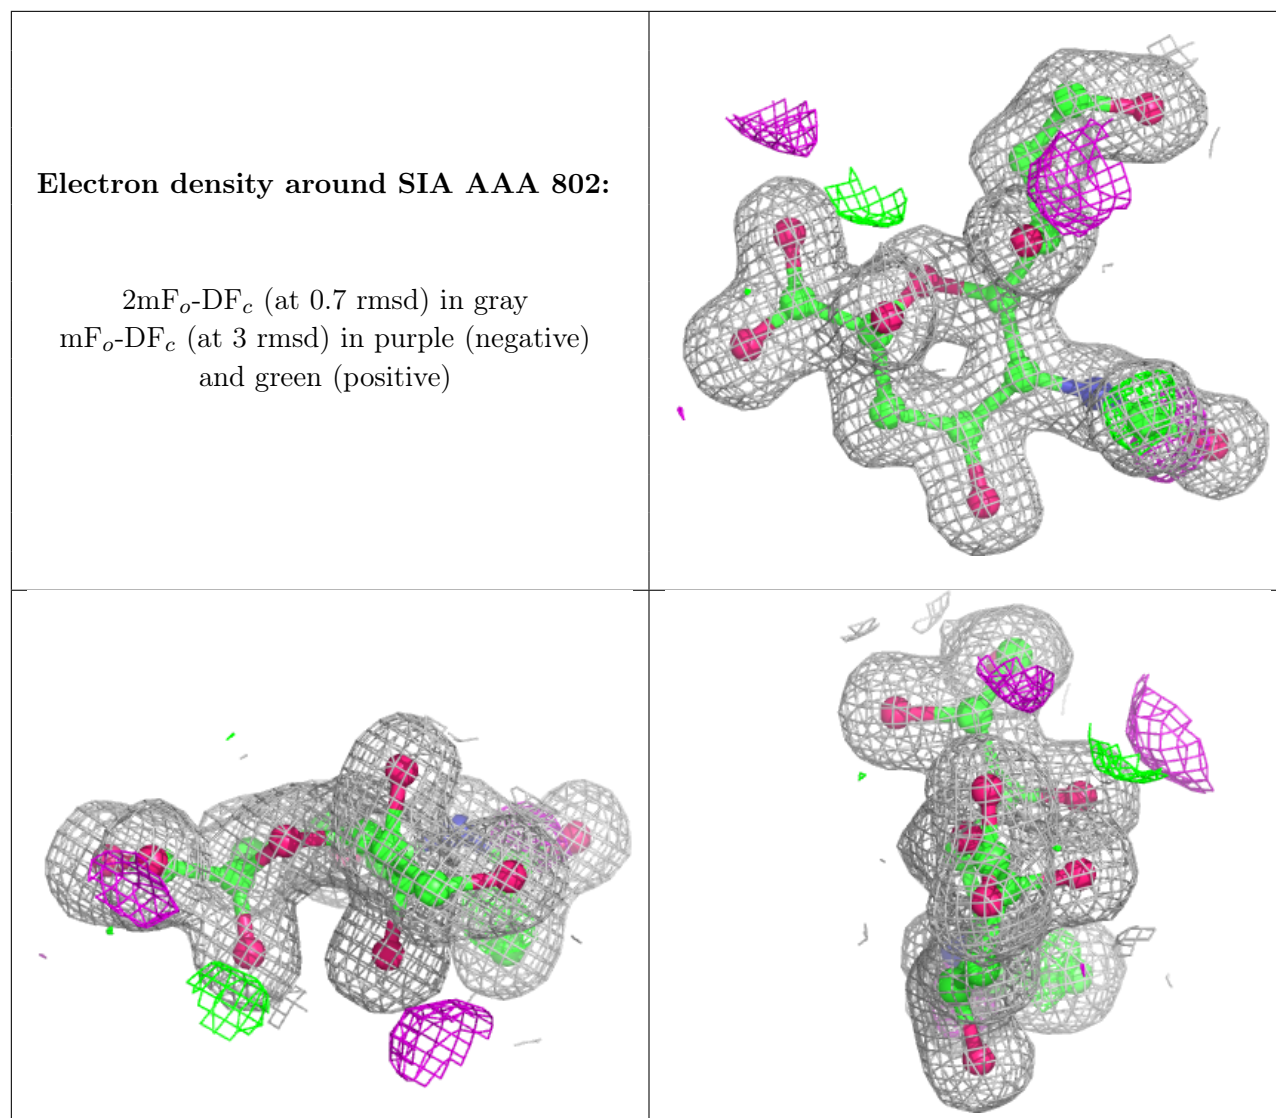 Electron density around SIA AAA 802:
2mFo-DFc (at 0.7 rmsd) in gray
mFo-DFc (at 3 rmsd) in purple (negative)
and green (positive)